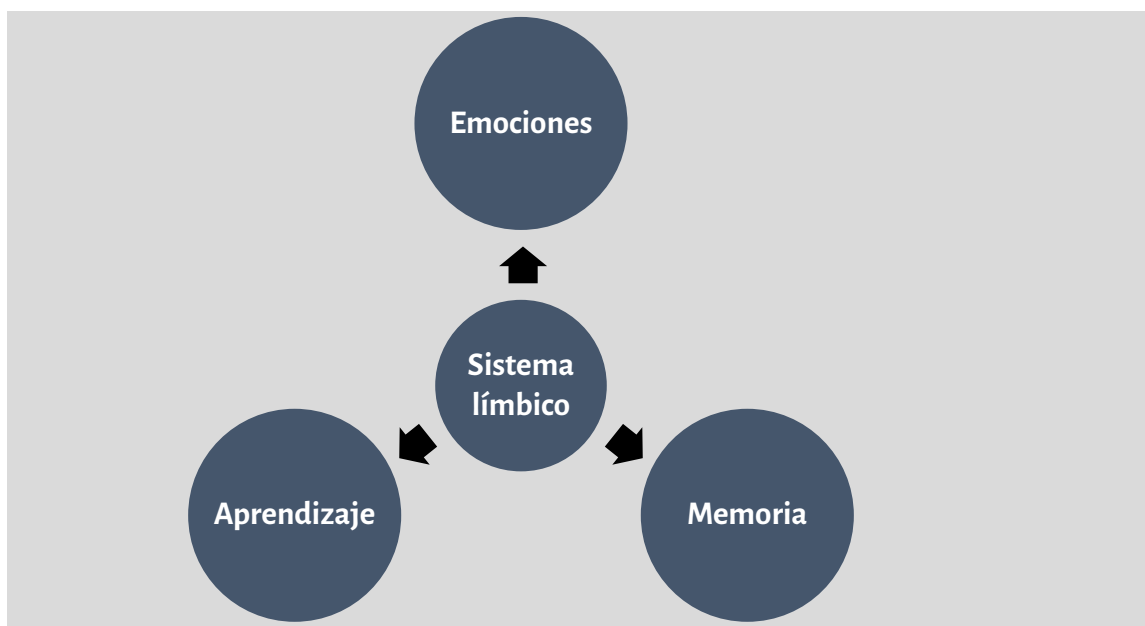 Emociones
Sistema
límbico
Aprendizaje
Memoria